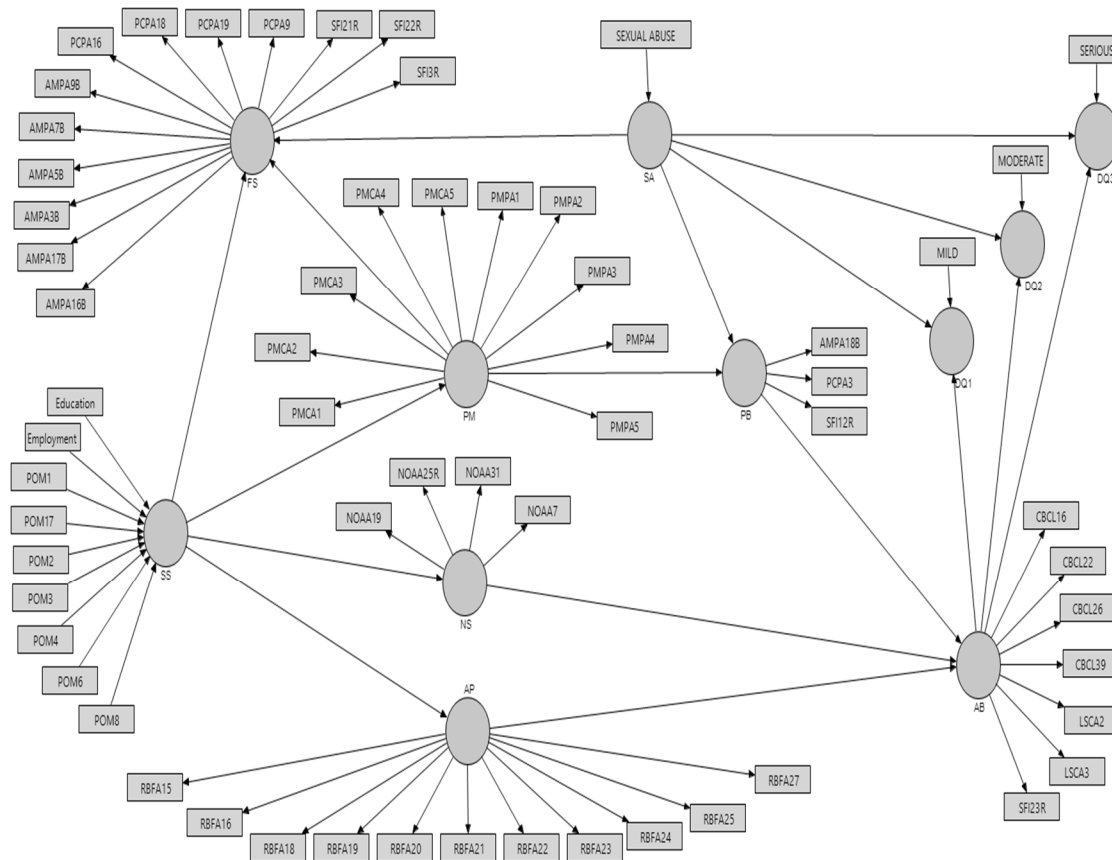 PCPA18
PCPA19
PCPA9
SFI21R
SFI22R
PCPA16
SFI3R
AMPA9B
AMPA7B
AMPA5B
AMPA3B
AMPA17B
AMPA16B
FS
SEXUAL ABUSE
SA
SERIOUS
DQ3
MODERATE
DQ2
MILD
DQ1
PMCA4
PMCA5
PMPA1
PMPA2
PMCA3
PMPA3
PMCA2
PMPA4
PMCA1
PMPA5
PM
AMPA18B
PCPA3
SFI12R
PB
Education
Employment
POM1
POM17
POM2
POM3
POM4
POM6
POM8
SS
NOAA25R
NOAA31
NOAA19
NOAA7
NS
CBCL16
CBCL22
CBCL26
CBCL39
LSCA2
LSCA3
SFI23R
AB
AP
RBFA15
RBFA16
RBFA18
RBFA19
RBFA20
RBFA21
RBFA22
RBFA23
RBFA24
RBFA25
RBFA27